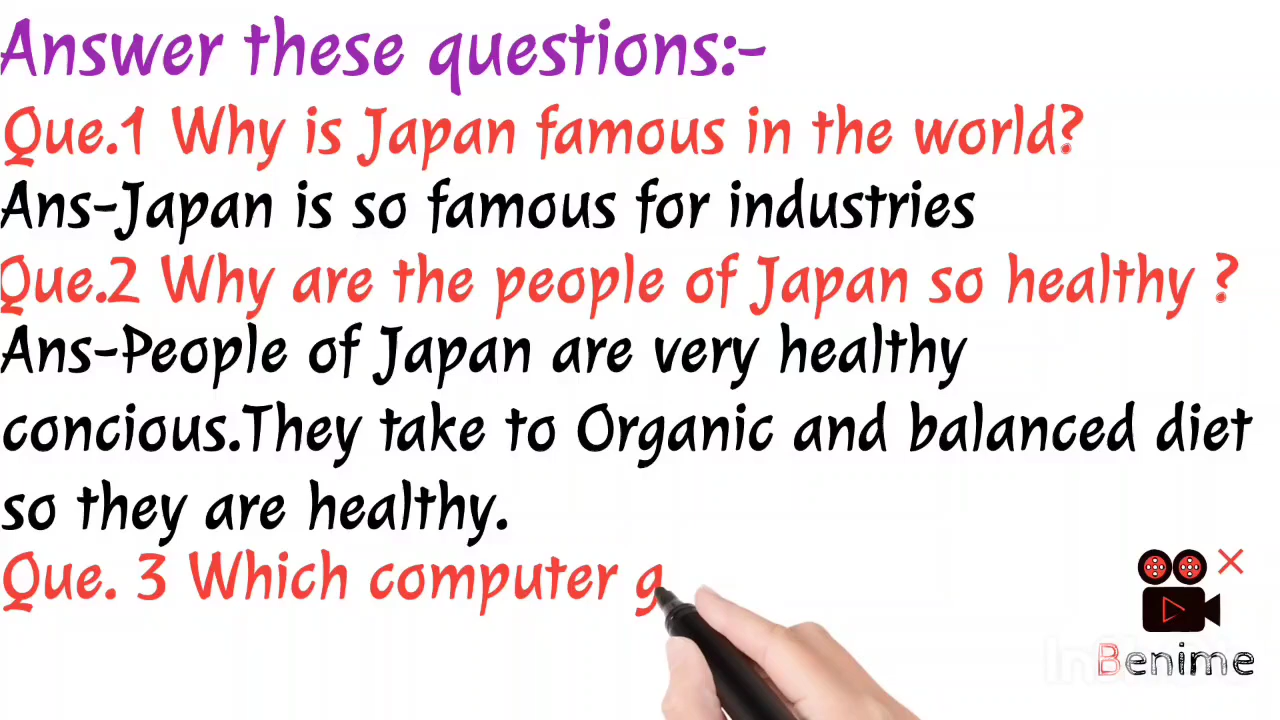 Answer these questions:-
Que.1 Why is Japan famous in the world?
Ans-Japan is so famous for industries
Que.2 Why are the people of Japan so healthy ?
Ans-People of Japan are very healthy
concious.They take to Organic and balanced diet
so they are healthy.
Que. 3 Which computer g
Benime